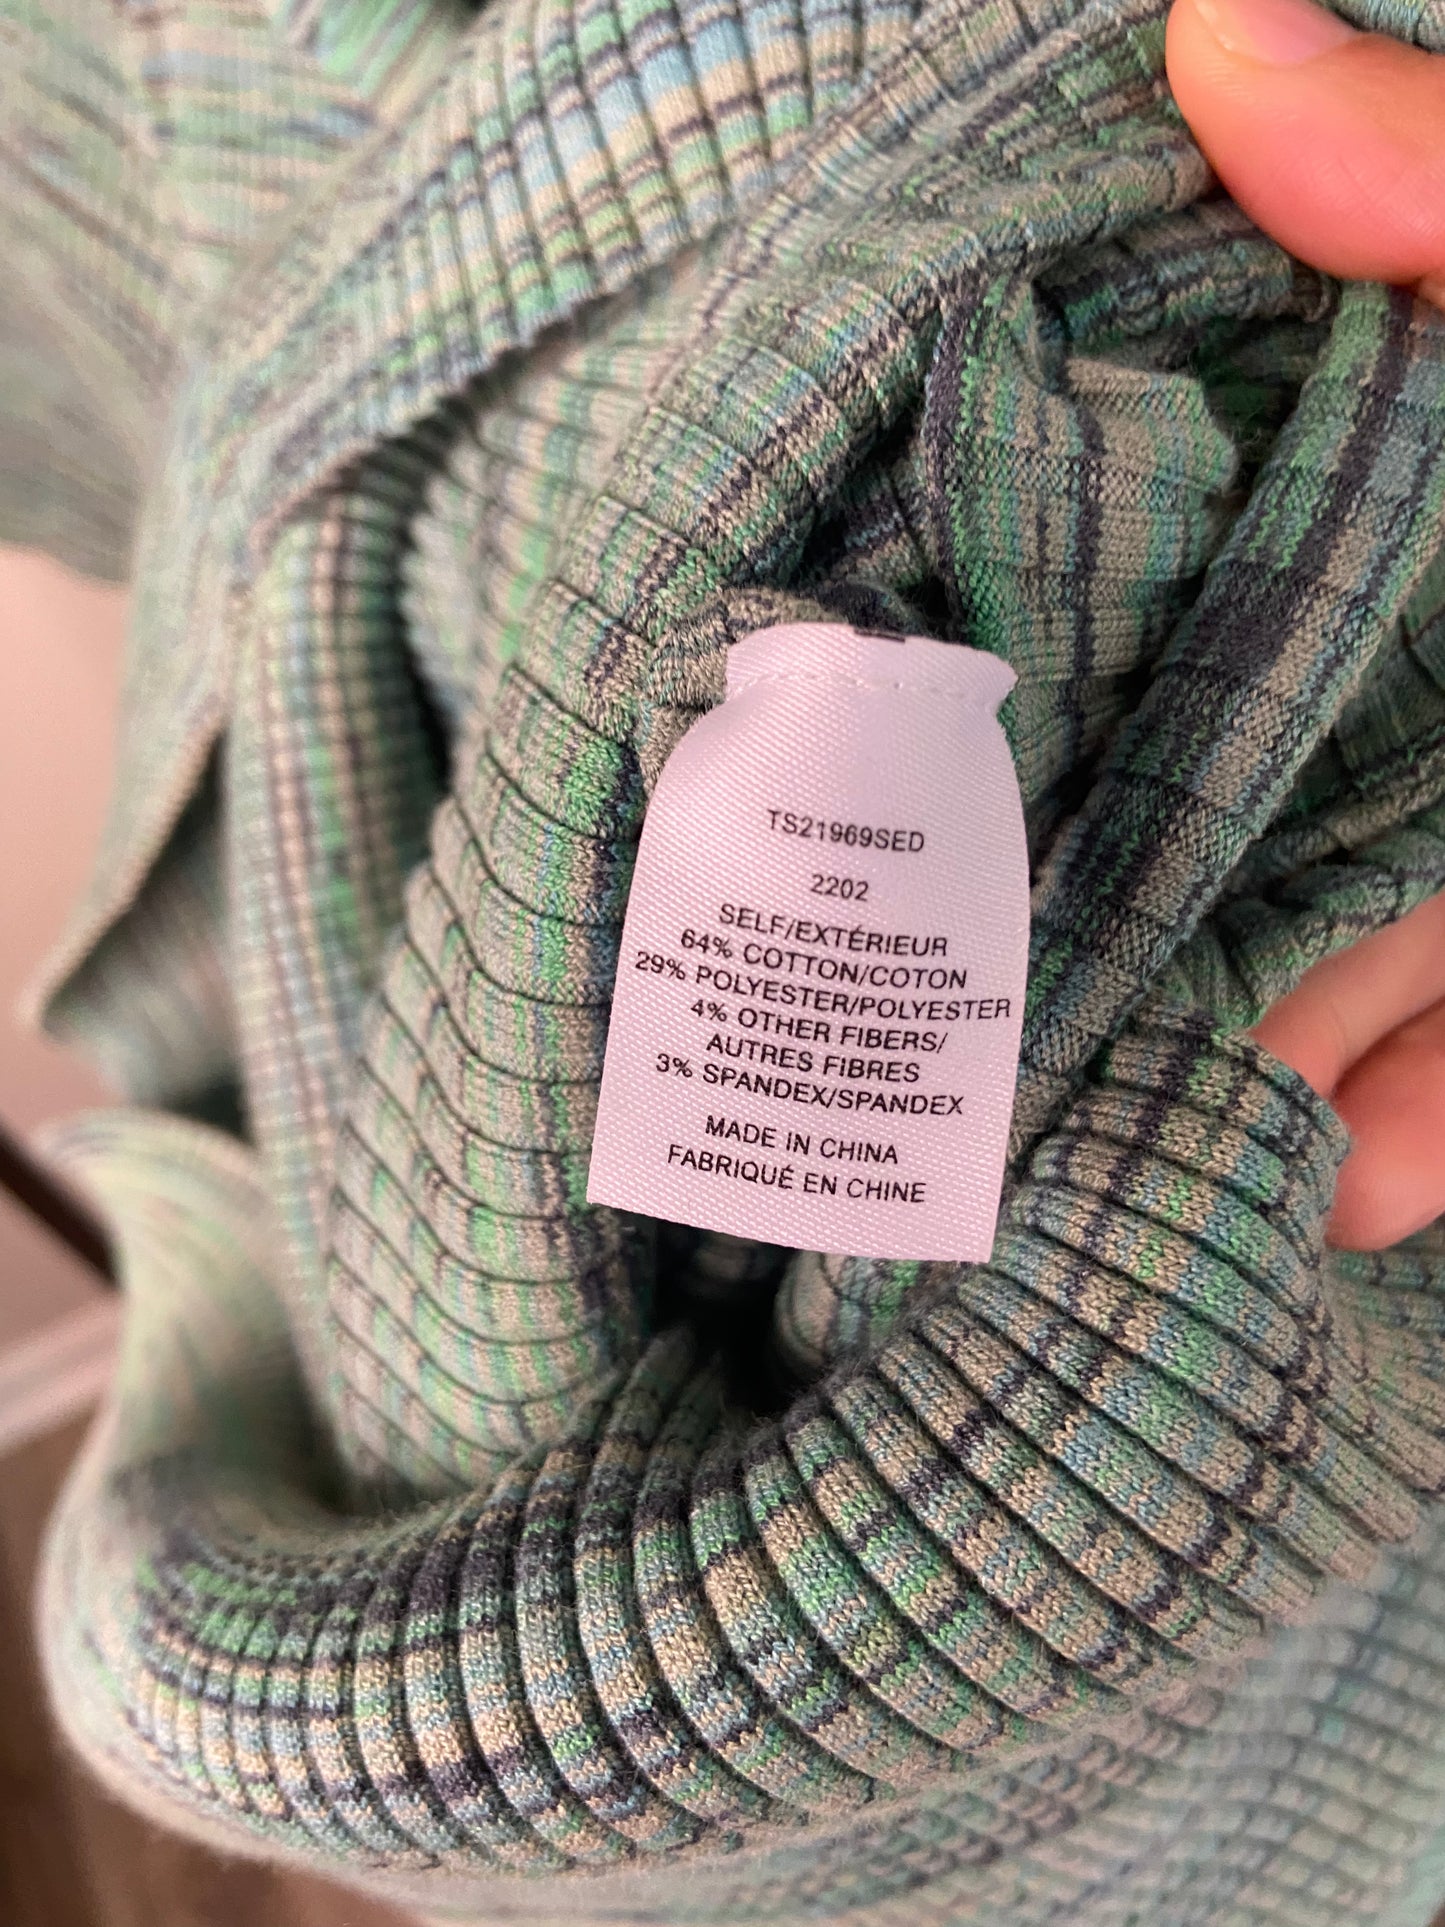 TS21969SED
2202
SELF/EXTÉRIEUR
64% COTTON/COTON
29% POLYESTER/POLYESTER
4% OTHER FIBERS/
AUTRES FIBRES
3% SPANDEX/SPANDEX
MADE IN CHINA
FABRIQUÉ EN CHINE